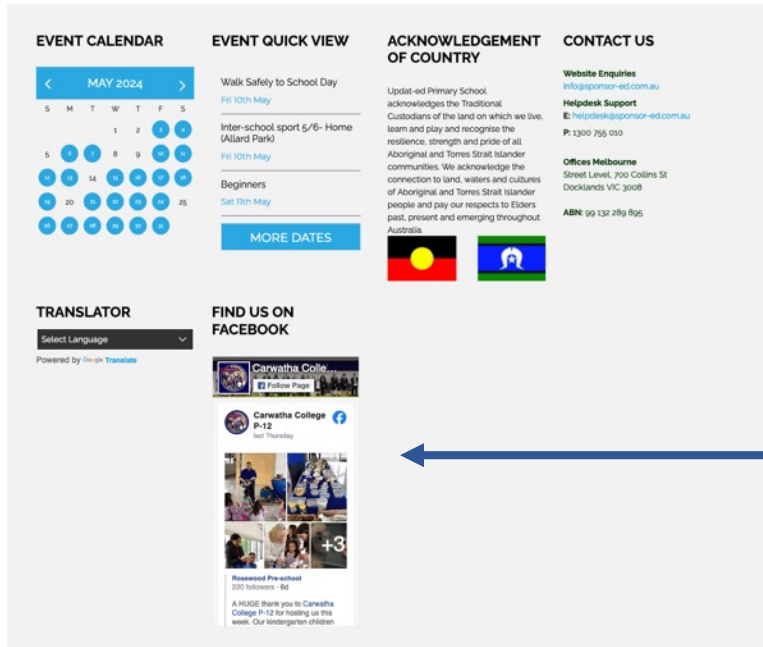 EVENT CALENDAR
MAY 2024
S M T W T F S
1 2 3 4
5 6 7 8 9 10 11
12 13 14 15 16 17 18
19 20 21 22 23 24 25
26 27 28 29 30 31
EVENT QUICK VIEW
Walk Safely to School Day
Fri 10th May
Inter-school sport 5/6- Home
(Allard Park)
Fri 10th May
Beginners
Sat 11th May
MORE DATES
ACKNOWLEDGEMENT
OF COUNTRY
Updat-ed Primary School
acknowledges the Traditional
Custodians of the land on which we live,
learn and play and recognise the
resilience, strength and pride of all
Aboriginal and Torres Strait Islander
communities. We acknowledge the
connection to land, waters and cultures
of Aboriginal and Torres Strait Islander
people and pay our respects to Elders
past, present and emerging throughout
Australia.
CONTACT US
Website Enquiries
info@sponsor-ed.com.au
Helpdesk Support
E: helpdesk@sponsor-ed.com.au
P: 1300 755 010
Offices Melbourne
Street Level, 700 Collins St
Docklands VIC 3008
ABN: 99 132 289 895
TRANSLATOR
Select Language
Powered by Google Translate
FIND US ON
FACEBOOK
Carwatha Colle...
Follow Page
Carwatha College
P-12
last Thursday
+3
Rosswood Pre-school
220 followers · 6d
A HUGE thank you to Carwatha
College P-12 for hosting us this
week. Our kindergarten children